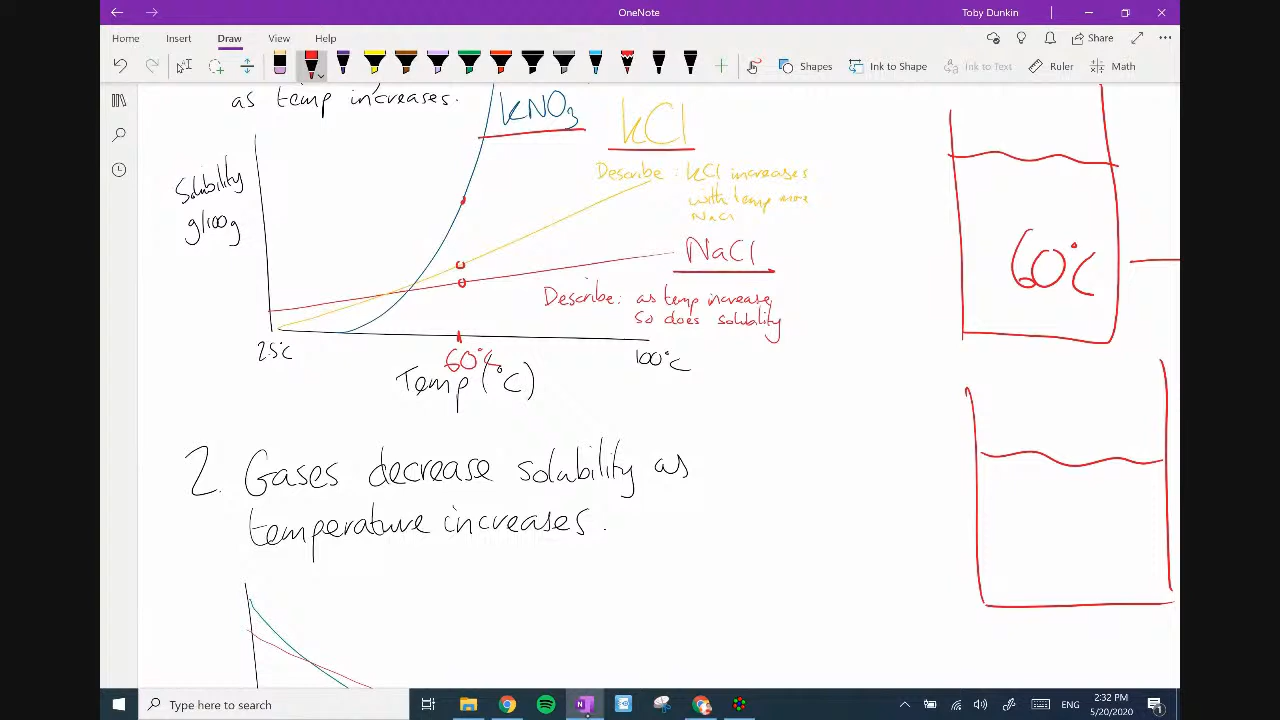 OneNote
Toby Dunkin
Home
Insert
Draw
View
Help
Share
Shapes
Ink to Shape
Ink to Text
Ruler
Math
as temp increases.
kNO3
kCl
Describe: kCl increases
with temp more
NaCl
Solubility
g/100g
NaCl
Describe: as temp increase,
so does solubility
25°C
60°C
100°C
Temp (°C)
60°C
2. Gases decrease solubility as
temperature increases.
Type here to search
ENG
2:32 PM
5/20/2020
1